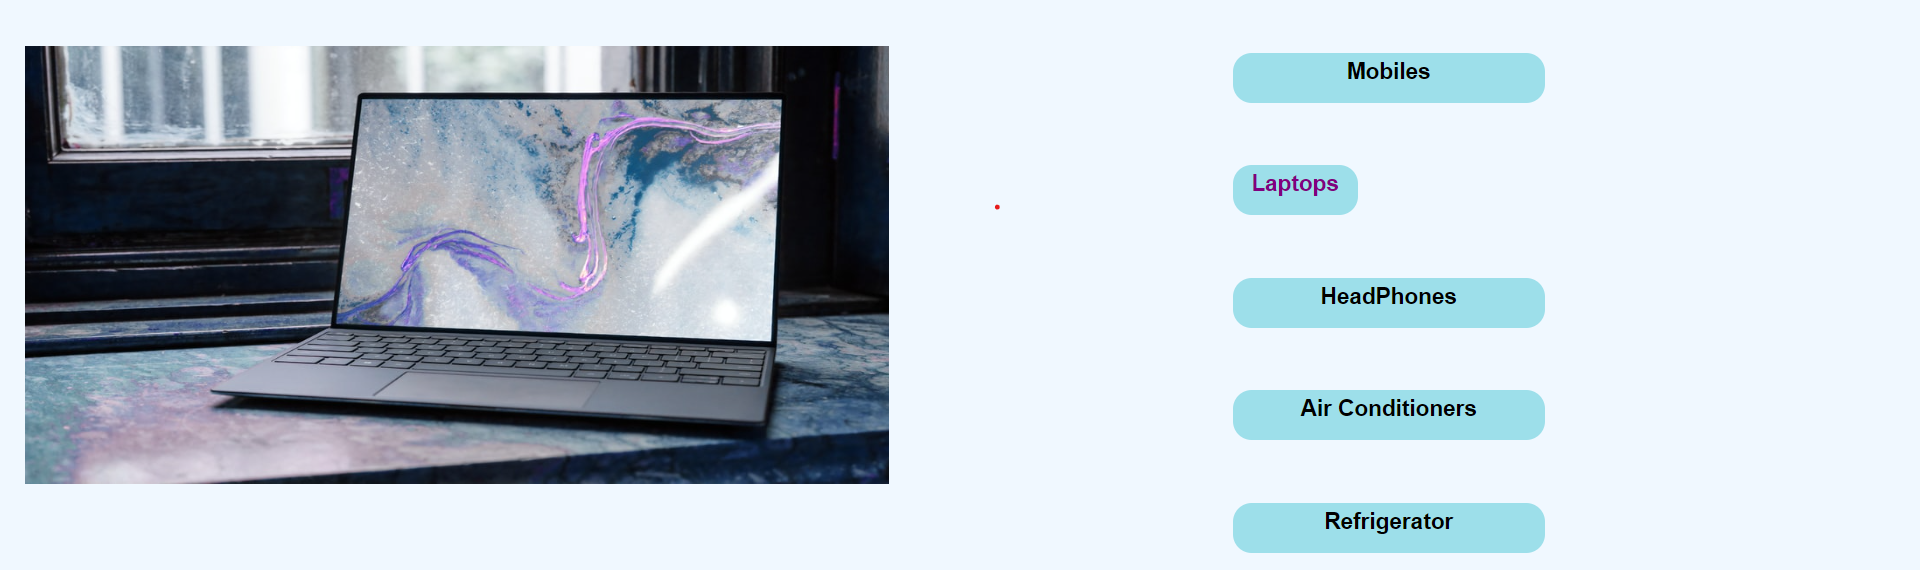 Mobiles
Laptops
HeadPhones
Air Conditioners
Refrigerator